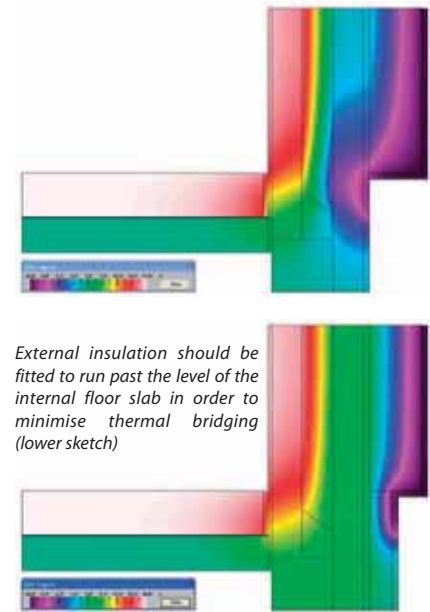 External insulation should be
fitted to run past the level of the
internal floor slab in order to
minimise thermal bridging
(lower sketch)